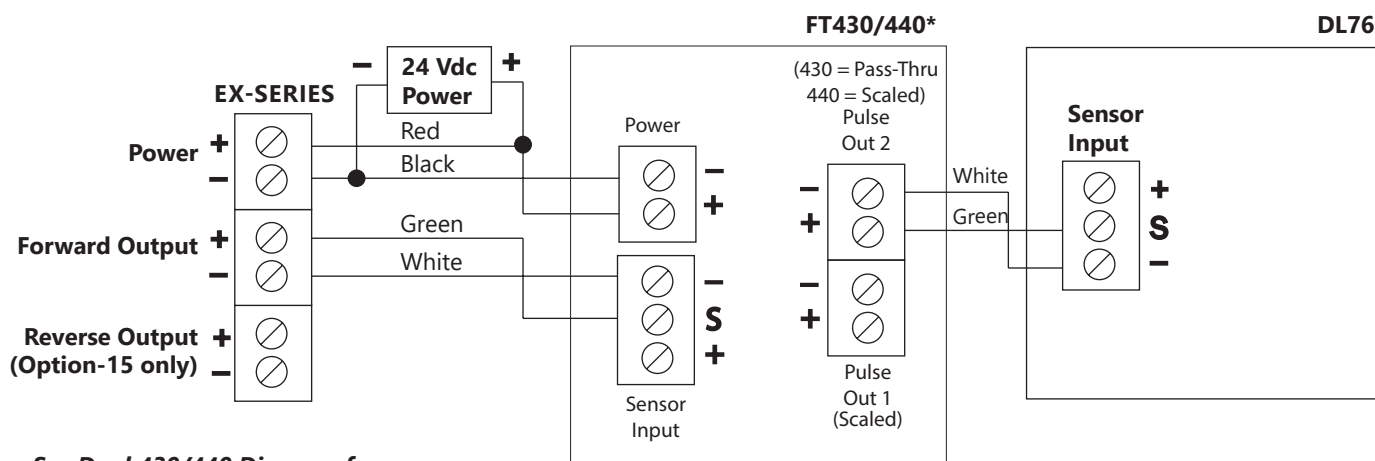 FT430/440*
DL76
24 Vdc
Power
− +
EX-SERIES
Power + −
Red
Black
Forward Output + −
Green
White
Reverse Output + −
(Option-15 only)
Power
−
+
−
S
+
Sensor
Input
(430 = Pass-Thru
440 = Scaled)
Pulse
Out 2
−
+
−
+
Pulse
Out 1
(Scaled)
White
Green
Sensor
Input
+
S
−